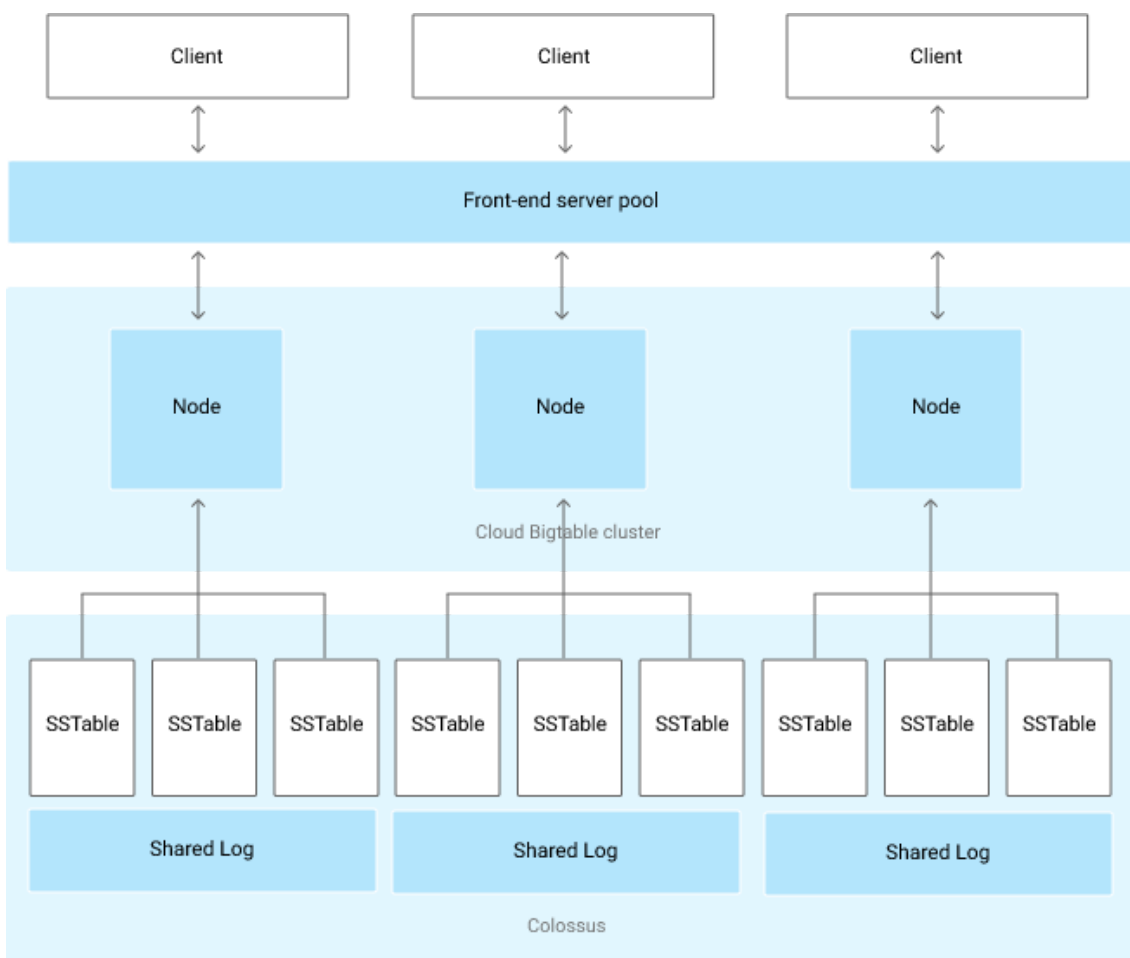 Client
Client
Client
Front-end server pool
Node
Node
Node
Cloud Bigtable cluster
SSTable
SSTable
SSTable
SSTable
SSTable
SSTable
SSTable
SSTable
SSTable
Shared Log
Shared Log
Shared Log
Colossus